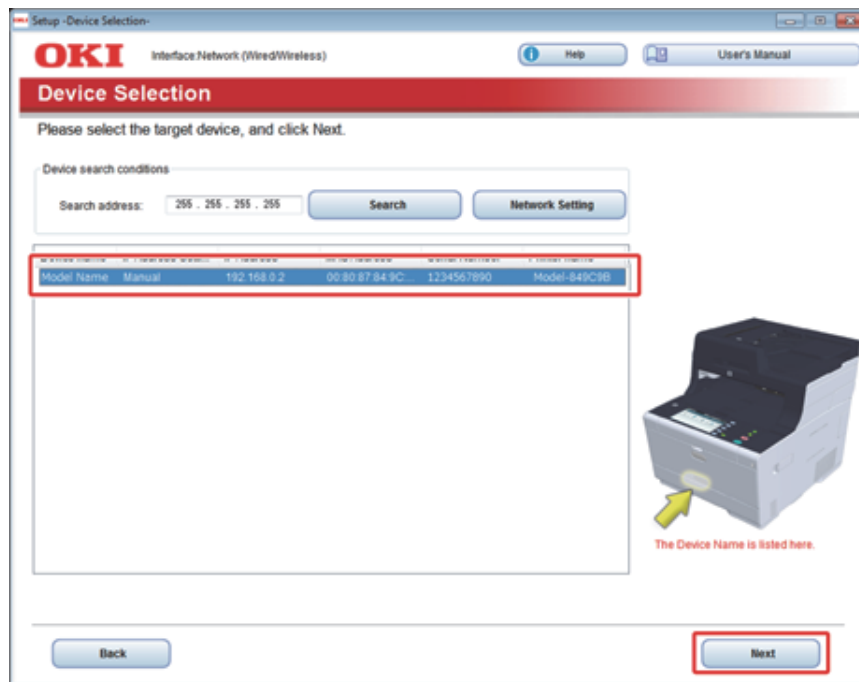 OKI Setup -Device Selection-
OKI Interface:Network (Wired/Wireless) Help User's Manual
Device Selection
Please select the target device, and click Next.
Device search conditions
Search address: 255 . 255 . 255 . 255 Search Network Setting
Model Name Manual 192.168.0.2 00:80:87:84:9C... 1234567890 Model-849C9B
The Device Name is listed here.
Back Next